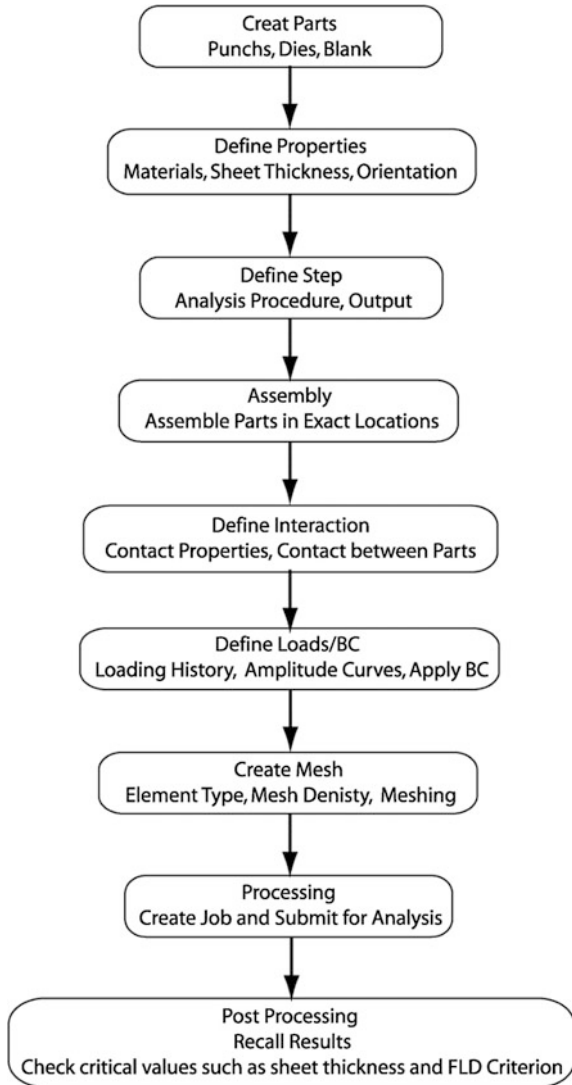 Creat Parts
Punchs, Dies, Blank
Define Properties
Materials, Sheet Thickness, Orientation
Define Step
Analysis Procedure, Output
Assembly
Assemble Parts in Exact Locations
Define Interaction
Contact Properties, Contact between Parts
Define Loads/BC
Loading History, Amplitude Curves, Apply BC
Create Mesh
Element Type, Mesh Denisty, Meshing
Processing
Create Job and Submit for Analysis
Post Processing
Recall Results
Check critical values such as sheet thickness and FLD Criterion